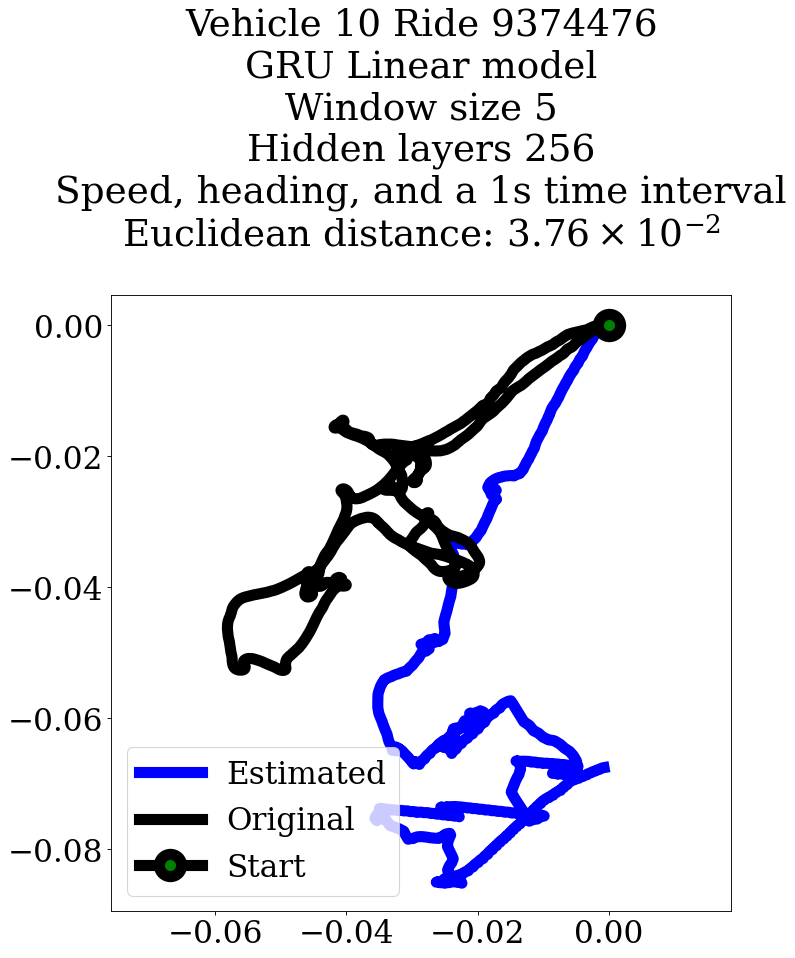 Vehicle 10 Ride 9374476
GRU Linear model
Window size 5
Hidden layers 256
Speed, heading, and a 1s time interval
Euclidean distance: 3.76 × 10⁻²
0.00
−0.02
−0.04
−0.06
−0.08
Estimated
Original
Start
−0.06 −0.04 −0.02 0.00